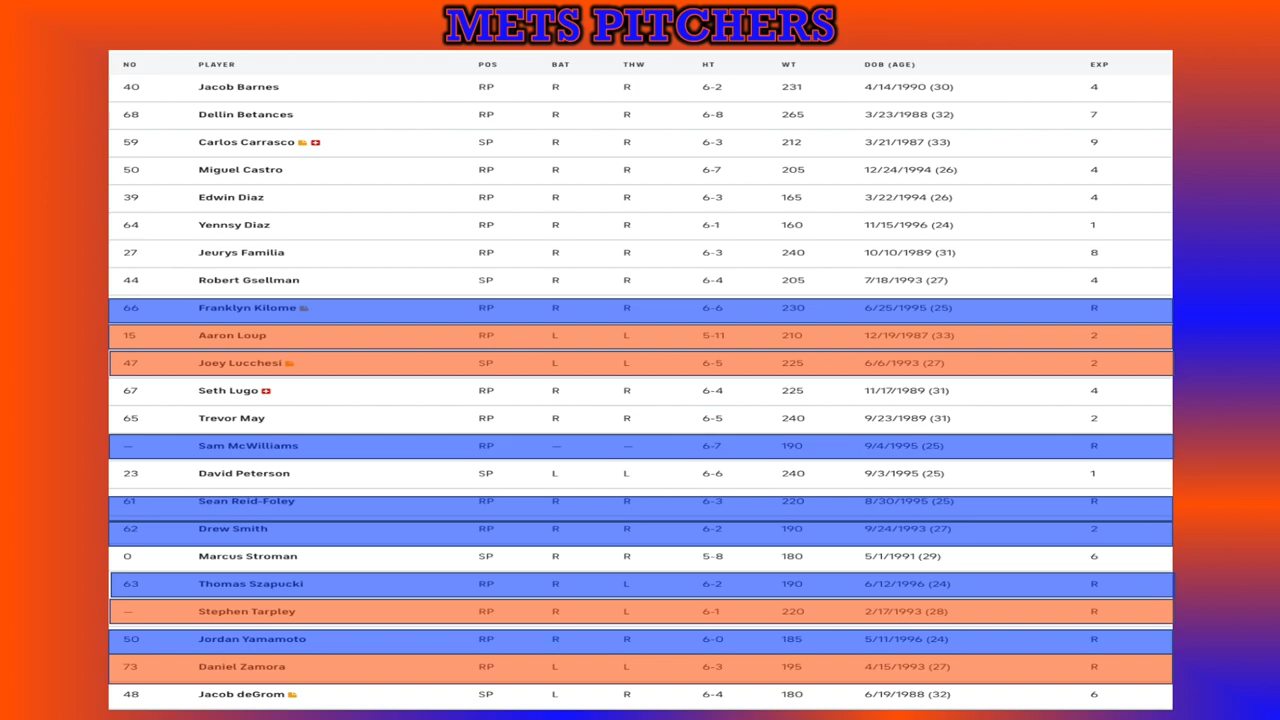 METS PITCHERS
NO PLAYER POS BAT THW HT WT DOB (AGE) EXP
40 Jacob Barnes RP R R 6-2 231 4/14/1990 (30) 4
68 Dellin Betances RP R R 6-8 265 3/23/1988 (32) 7
59 Carlos Carrasco SP R R 6-3 212 3/21/1987 (33) 9
50 Miguel Castro RP R R 6-7 205 12/24/1994 (26) 4
39 Edwin Diaz RP R R 6-3 165 3/22/1994 (26) 4
64 Yennsy Diaz RP R R 6-1 160 11/15/1996 (24) 1
27 Jeurys Familia RP R R 6-3 240 10/10/1989 (31) 8
44 Robert Gsellman SP R R 6-4 205 7/18/1993 (27) 4
66 Franklyn Kilome RP R R 6-6 230 6/25/1995 (25) R
15 Aaron Loup RP L L 5-11 210 12/19/1987 (33) 2
47 Joey Lucchesi SP L L 6-5 225 6/6/1993 (27) 2
67 Seth Lugo RP R R 6-4 225 11/17/1989 (31) 4
65 Trevor May RP R R 6-5 240 9/23/1989 (31) 2
— Sam McWilliams RP — — 6-7 190 9/4/1995 (25) R
23 David Peterson SP L L 6-6 240 9/3/1995 (25) 1
61 Sean Reid-Foley RP R R 6-3 220 8/30/1995 (25) R
62 Drew Smith RP R R 6-2 190 9/24/1993 (27) 2
0 Marcus Stroman SP R R 5-8 180 5/1/1991 (29) 6
63 Thomas Szapucki RP R L 6-2 190 6/12/1996 (24) R
— Stephen Tarpley RP R L 6-1 220 2/17/1993 (28) R
50 Jordan Yamamoto RP R R 6-0 185 5/11/1996 (24) R
73 Daniel Zamora RP L L 6-3 195 4/15/1993 (27) R
48 Jacob deGrom SP L R 6-4 180 6/19/1988 (32) 6